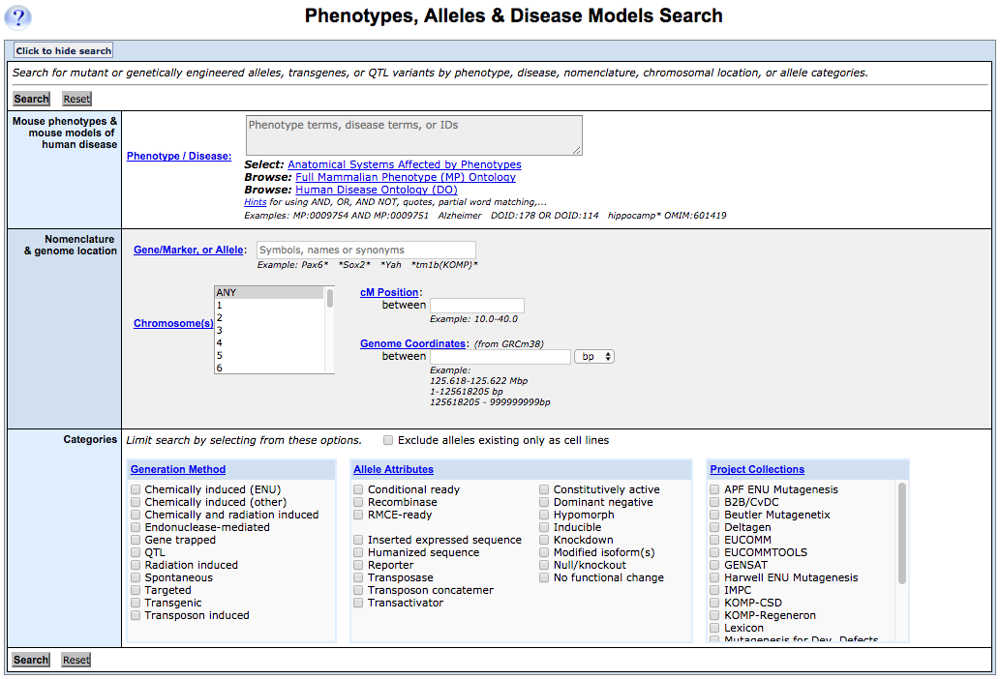 ?
Phenotypes, Alleles & Disease Models Search
Click to hide search
Search for mutant or genetically engineered alleles, transgenes, or QTL variants by phenotype, disease, nomenclature, chromosomal location, or allele categories.
Search Reset
Mouse phenotypes &
mouse models of
human disease
Phenotype / Disease:
Phenotype terms, disease terms, or IDs
Select: Anatomical Systems Affected by Phenotypes
Browse: Full Mammalian Phenotype (MP) Ontology
Browse: Human Disease Ontology (DO)
Hints for using AND, OR, AND NOT, quotes, partial word matching,...
Examples: MP:0009754 AND MP:0009751 Alzheimer DOID:178 OR DOID:114 hippocamp* OMIM:601419
Nomenclature
& genome location
Gene/Marker, or Allele: Symbols, names or synonyms
Example: Pax6* *Sox2* *Yah *tm1b(KOMP)*
Chromosome(s)
ANY
1
2
3
4
5
6
cM Position:
between
Example: 10.0-40.0
Genome Coordinates: (from GRCm38)
between bp
Example:
125.618-125.622 Mbp
1-125618205 bp
125618205 - 999999999bp
Categories
Limit search by selecting from these options. Exclude alleles existing only as cell lines
Generation Method
Chemically induced (ENU)
Chemically induced (other)
Chemically and radiation induced
Endonuclease-mediated
Gene trapped
QTL
Radiation induced
Spontaneous
Targeted
Transgenic
Transposon induced
Allele Attributes
Conditional ready
Recombinase
RMCE-ready
Inserted expressed sequence
Humanized sequence
Reporter
Transposase
Transposon concatemer
Transactivator
Constitutively active
Dominant negative
Hypomorph
Inducible
Knockdown
Modified isoform(s)
Null/knockout
No functional change
Project Collections
APF ENU Mutagenesis
B2B/CvDC
Beutler Mutagenetix
Deltagen
EUCOMM
EUCOMMTOOLS
GENSAT
Harwell ENU Mutagenesis
IMPC
KOMP-CSD
KOMP-Regeneron
Lexicon
Mutagenesis for Dev. Defects
Search Reset